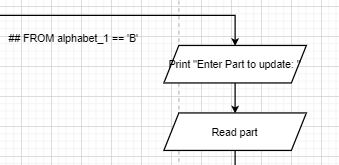 ## FROM alphabet_1 == 'B'
Print "Enter Part to update: "
Read part